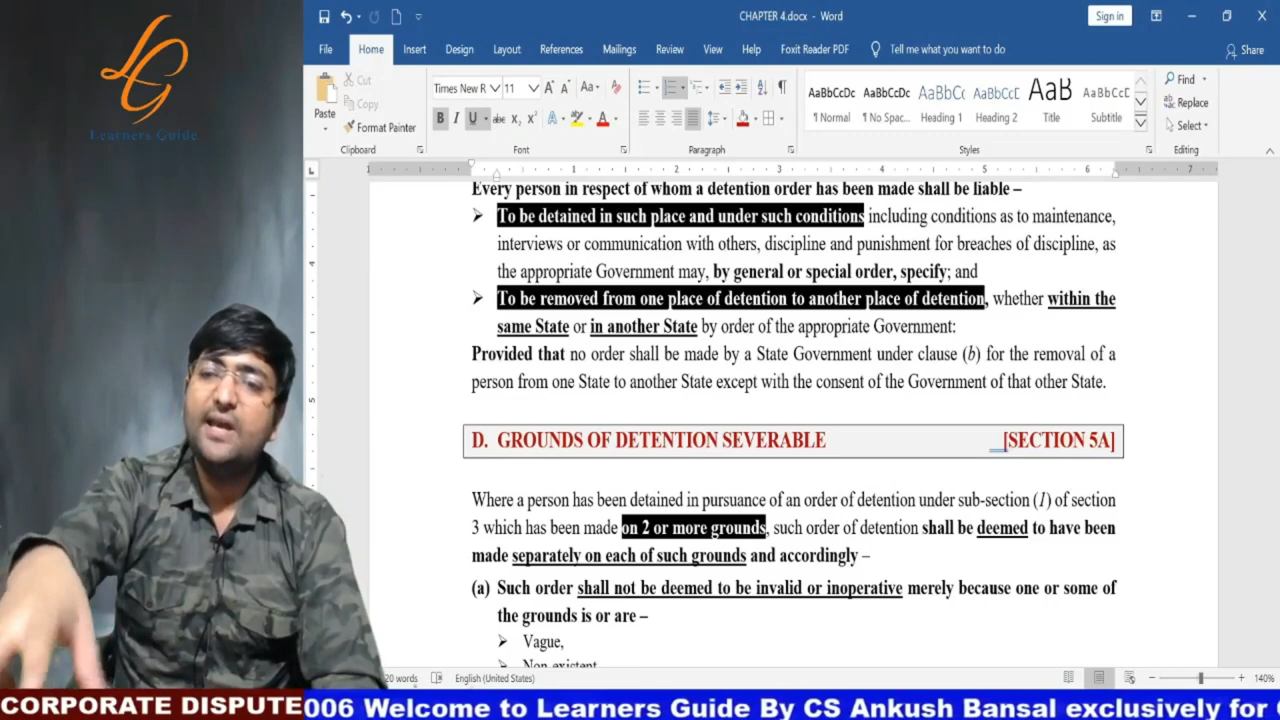 LG
Learners Guide
CHAPTER 4.docx - Word
Sign in
File Home Insert Design Layout References Mailings Review View Help Foxit Reader PDF Tell me what you want to do Share
Paste
Cut
Copy
Format Painter
Clipboard
Times New R 11
Font
Paragraph
AaBbCcDc AaBbCcDc AaBbCc AaBbCcC AaB AaBbCcD
¶ Normal ¶ No Spac... Heading 1 Heading 2 Title Subtitle
Styles
Find
Replace
Select
Editing
Every person in respect of whom a detention order has been made shall be liable –
➢ To be detained in such place and under such conditions including conditions as to maintenance,
interviews or communication with others, discipline and punishment for breaches of discipline, as
the appropriate Government may, by general or special order, specify; and
➢ To be removed from one place of detention to another place of detention, whether within the
same State or in another State by order of the appropriate Government:
Provided that no order shall be made by a State Government under clause (b) for the removal of a
person from one State to another State except with the consent of the Government of that other State.
D. GROUNDS OF DETENTION SEVERABLE [SECTION 5A]
Where a person has been detained in pursuance of an order of detention under sub-section (1) of section
3 which has been made on 2 or more grounds, such order of detention shall be deemed to have been
made separately on each of such grounds and accordingly –
(a) Such order shall not be deemed to be invalid or inoperative merely because one or some of
the grounds is or are –
➢ Vague,
➢ Non-existent
20 words English (United States) 140%
CORPORATE DISPUTE
006 Welcome to Learners Guide By CS Ankush Bansal exclusively for